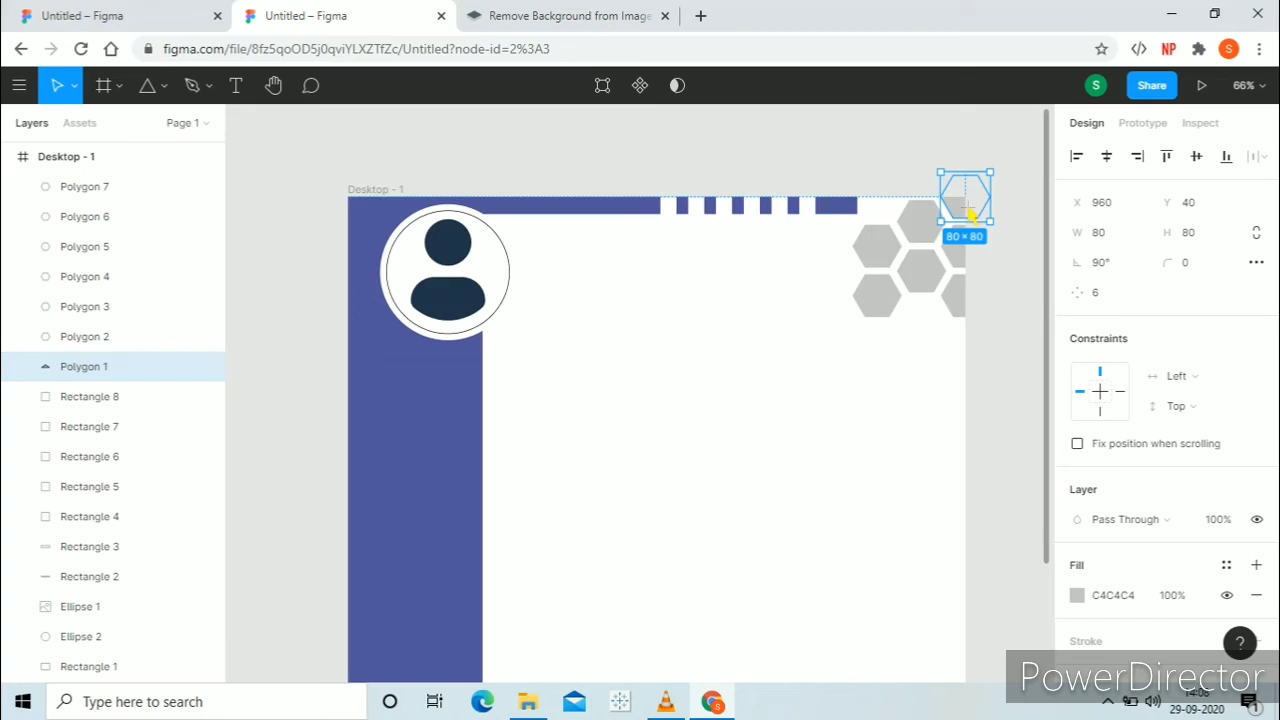 Untitled – Figma
Untitled – Figma
Remove Background from Image
figma.com/file/8fz5qoOD5j0qviYLXZTfZc/Untitled?node-id=2%3A3
NP
S
T
S
Share
66%
Layers
Assets
Page 1
Design
Prototype
Inspect
Desktop - 1
Polygon 7
Polygon 6
Polygon 5
Polygon 4
Polygon 3
Polygon 2
Polygon 1
Rectangle 8
Rectangle 7
Rectangle 6
Rectangle 5
Rectangle 4
Rectangle 3
Rectangle 2
Ellipse 1
Ellipse 2
Rectangle 1
Desktop - 1
80 × 80
X 960 Y 40
W 80 H 80
90° 0
6
Constraints
Left
Top
Fix position when scrolling
Layer
Pass Through 100%
Fill
C4C4C4 100%
Stroke
?
PowerDirector
Type here to search
S
14:08
29-09-2020